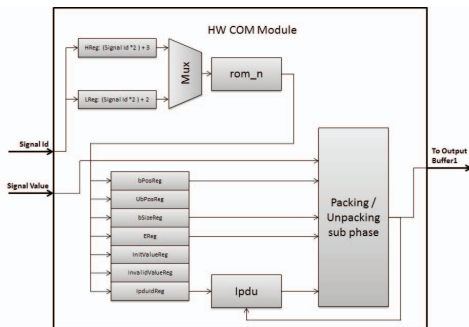 HW COM Module
HReg: (Signal Id *2 ) + 3
LReg: (Signal Id *2 ) + 2
Mux
rom_n
Signal Id
Signal Value
To Output
Buffer1
bPosReg
UbPosReg
bSizeReg
EReg
InitValueReg
InvalidValueReg
IpduIdReg
Ipdu
Packing /
Unpacking
sub phase